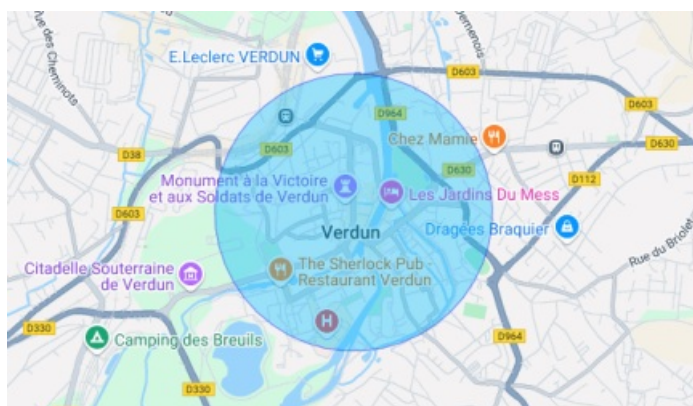 Rue des Cheminots
Demenois
E.Leclerc VERDUN
D603
D603
D964
Chez Mamie
D630
D38
D603
D630
D112
Monument à la Victoire
et aux Soldats de Verdun
Les Jardins Du Mess
D603
Verdun
Dragées Braquier
Rue du Briolet
Citadelle Souterraine
de Verdun
The Sherlock Pub
Restaurant Verdun
H
D330
Camping des Breuils
D964
D330